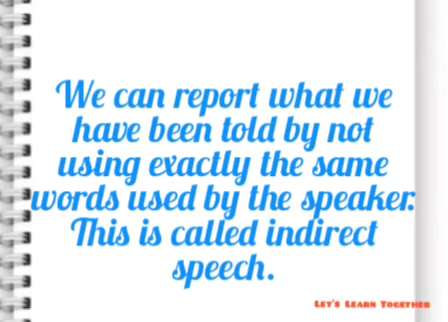 We can report what we
have been told by not
using exactly the same
words used by the speaker.
This is called indirect
speech.
Let's Learn Together